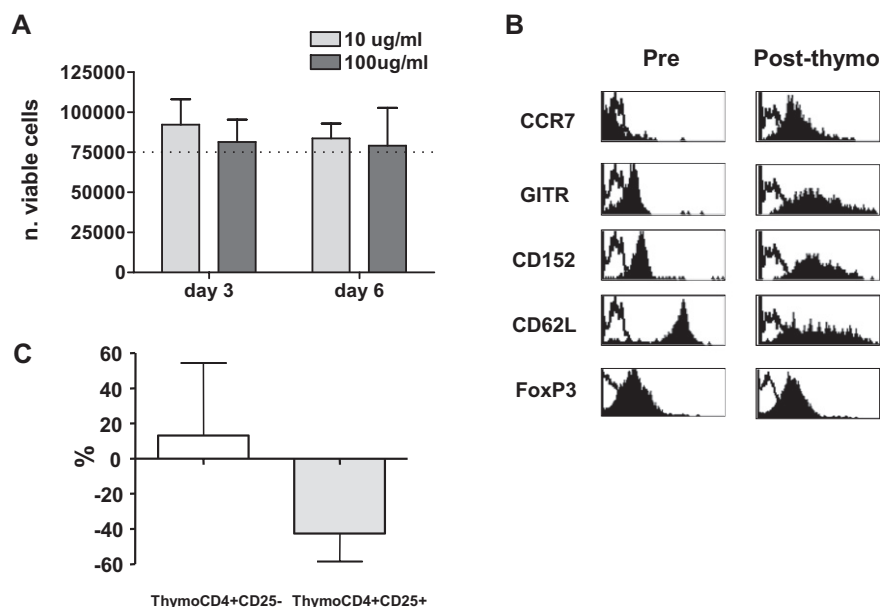 A
10 ug/ml
100ug/ml
n. viable cells
125000
100000
75000
50000
25000
0
day 3
day 6
B
Pre
Post-thymo
CCR7
GITR
CD152
CD62L
FoxP3
C
%
60
40
20
0
-20
-40
-60
ThymoCD4+CD25-
ThymoCD4+CD25+